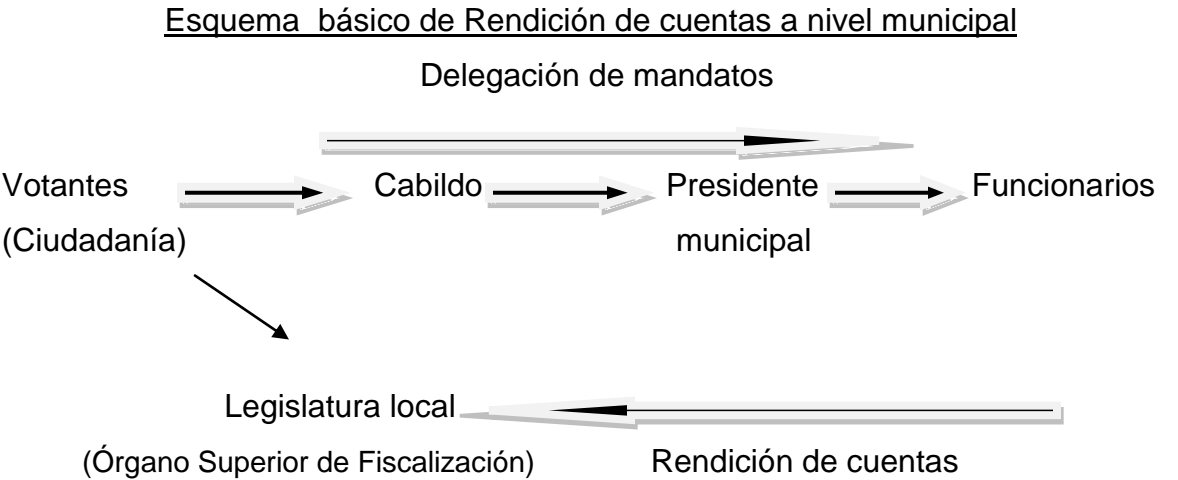 Esquema básico de Rendición de cuentas a nivel municipal
Delegación de mandatos
Votantes Cabildo Presidente Funcionarios
(Ciudadanía) municipal
Legislatura local
(Órgano Superior de Fiscalización) Rendición de cuentas